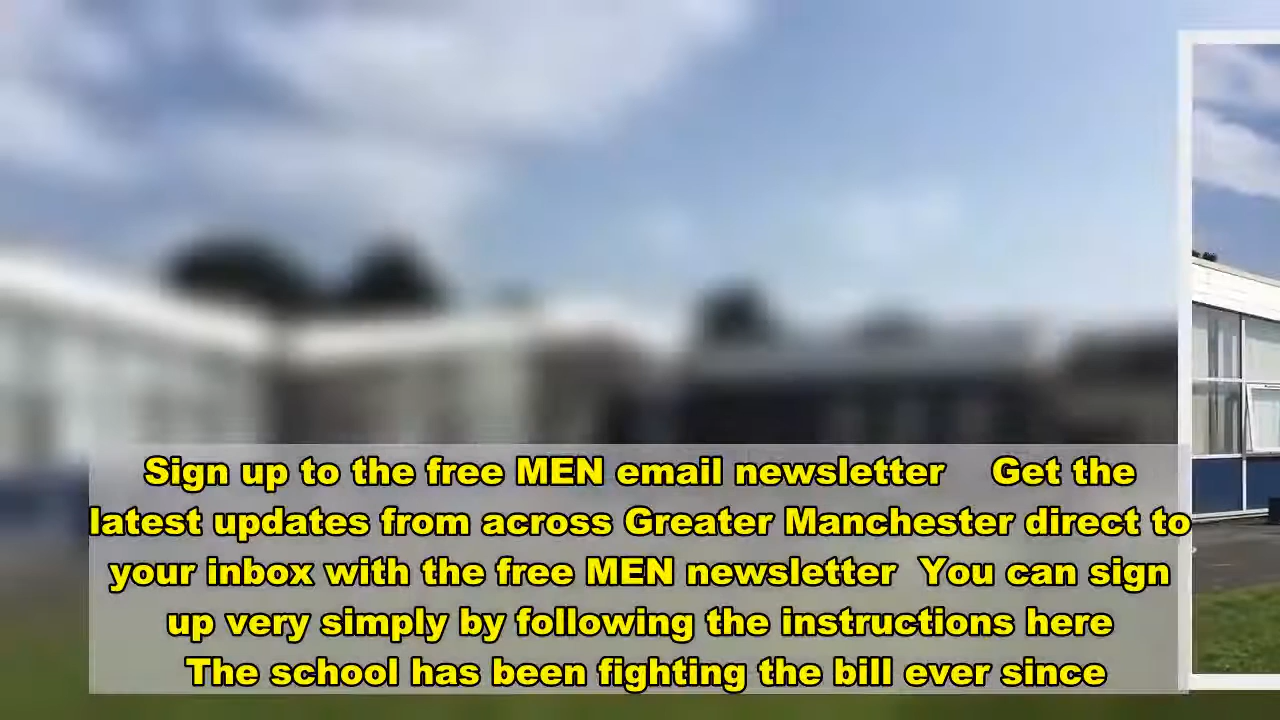 Sign up to the free MEN email newsletter    Get the
latest updates from across Greater Manchester direct to
your inbox with the free MEN newsletter  You can sign
up very simply by following the instructions here
The school has been fighting the bill ever since